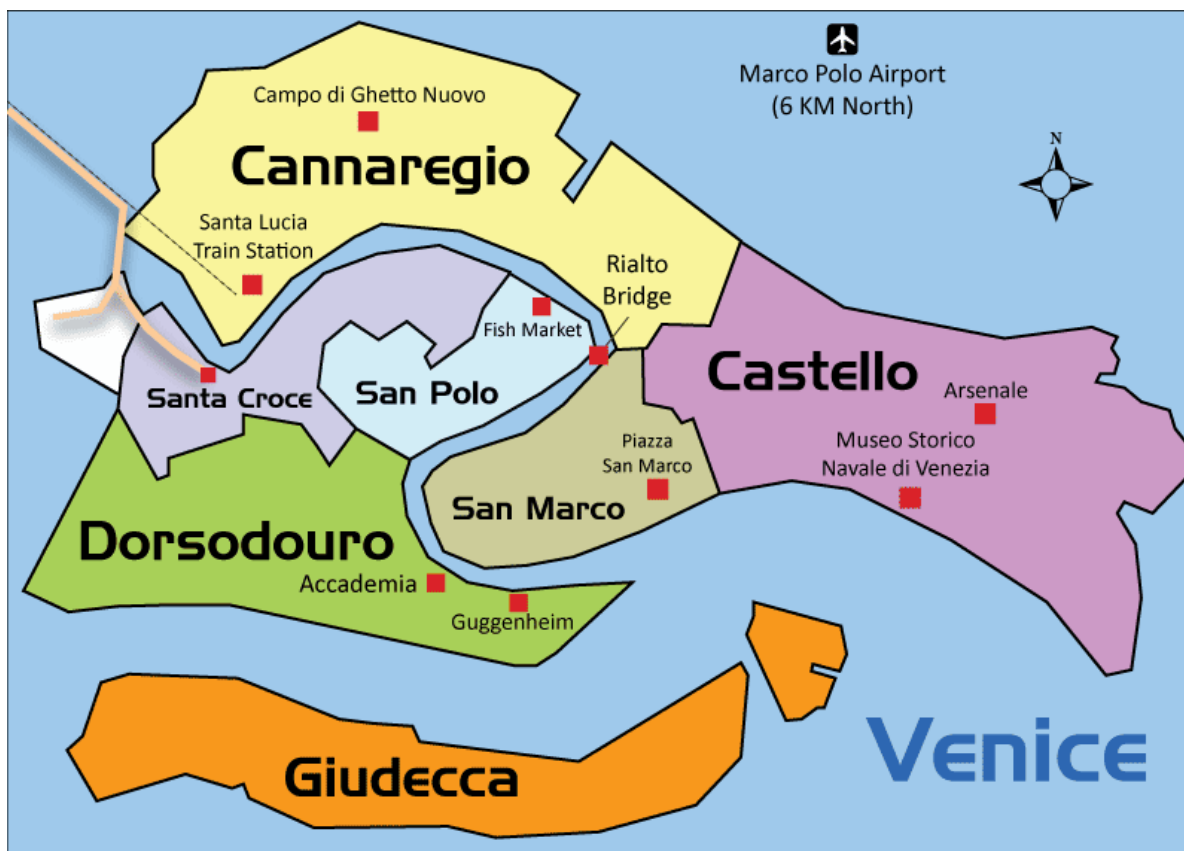 Marco Polo Airport
(6 KM North)
Campo di Ghetto Nuovo
Cannaregio
N
Santa Lucia
Train Station
Rialto
Bridge
Fish Market
Castello
San Polo
Santa Croce
Arsenale
Piazza
San Marco
Museo Storico
Navale di Venezia
San Marco
Dorsodouro
Accademia
Guggenheim
Venice
Giudecca